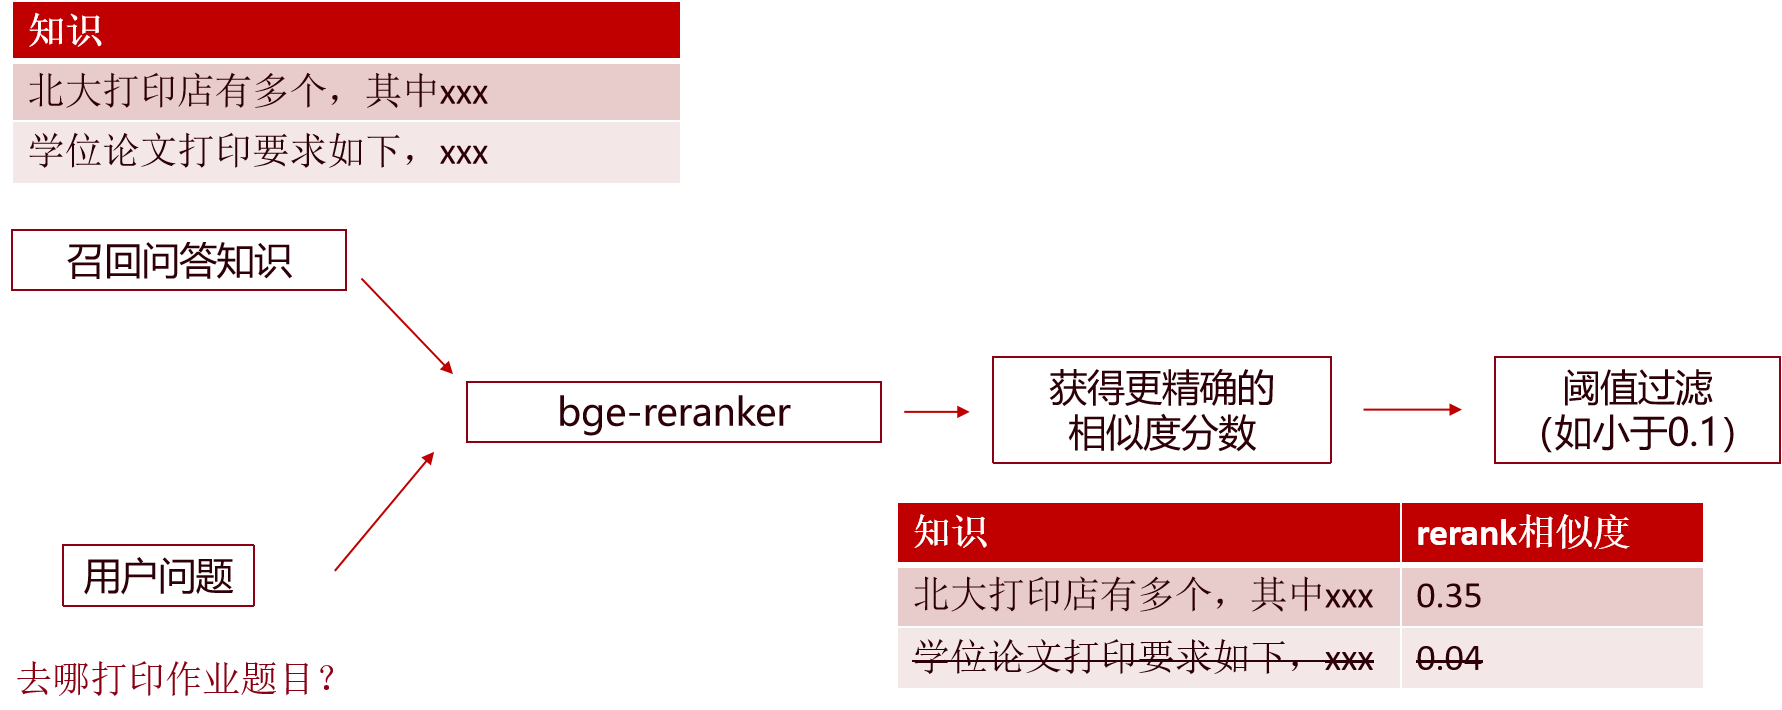 知识
北大打印店有多个，其中xxx
学位论文打印要求如下，xxx
召回问答知识
bge-reranker
获得更精确的
相似度分数
阈值过滤
（如小于0.1）
用户问题
去哪打印作业题目？
知识 rerank相似度
北大打印店有多个，其中xxx 0.35
学位论文打印要求如下，xxx 0.04